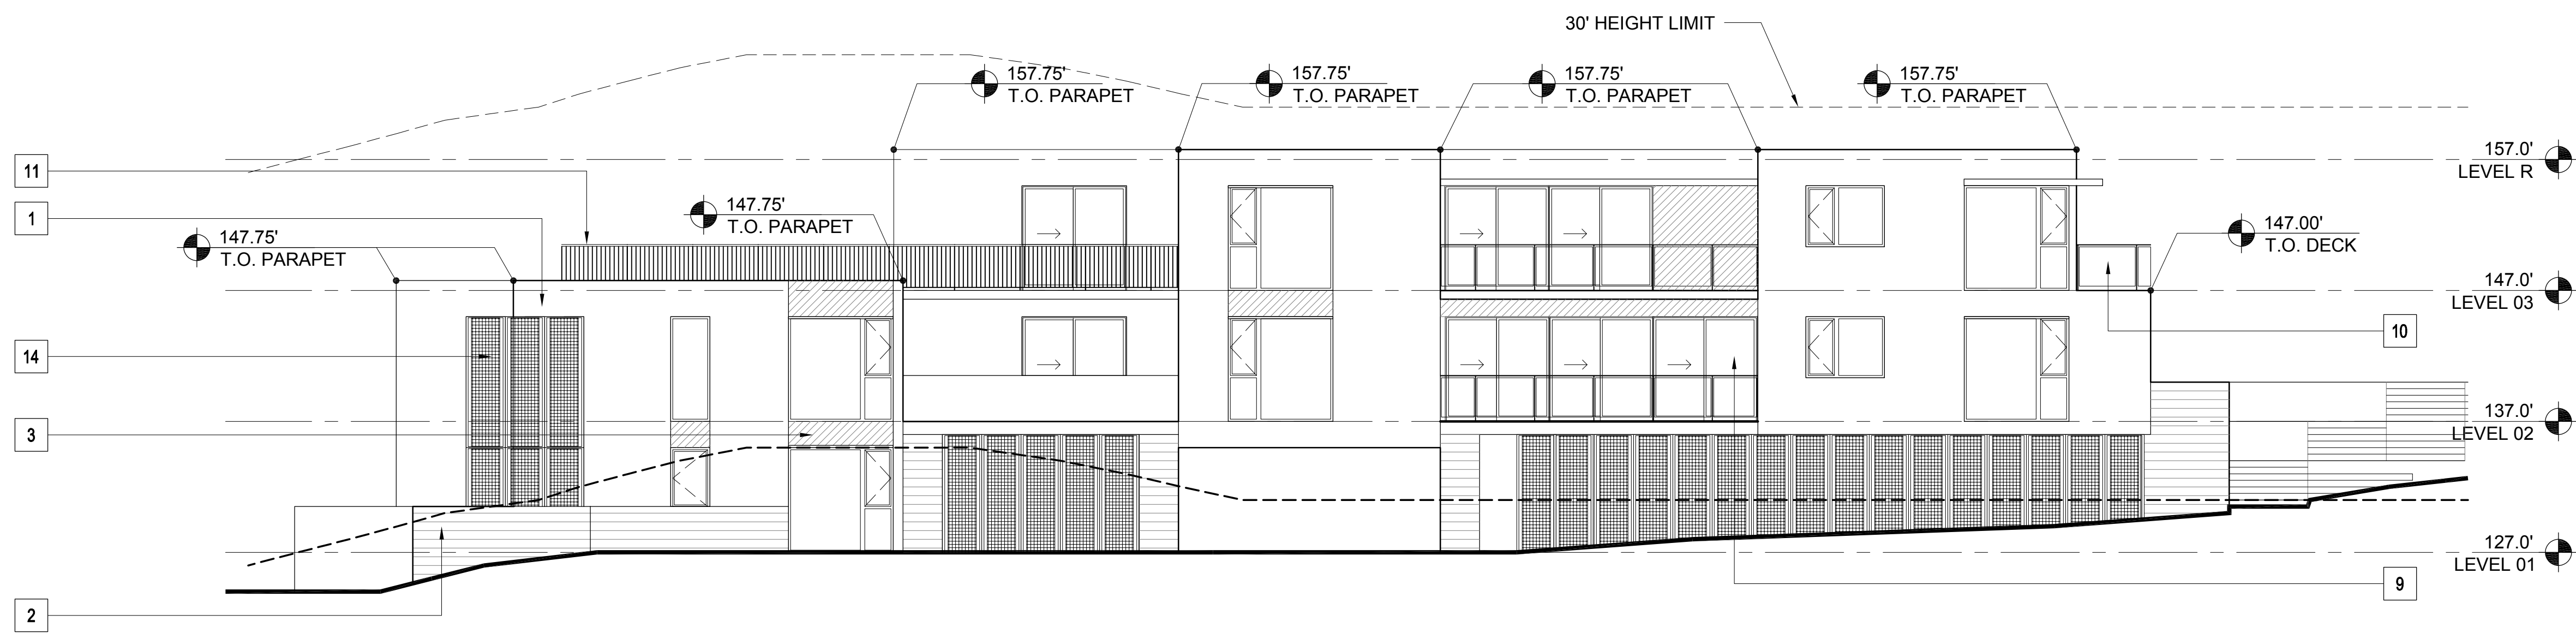 30' HEIGHT LIMIT
157.75'
T.O. PARAPET
157.75'
T.O. PARAPET
157.75'
T.O. PARAPET
157.75'
T.O. PARAPET
157.0'
LEVEL R
11
1
147.75'
T.O. PARAPET
147.75'
T.O. PARAPET
147.00'
T.O. DECK
147.0'
LEVEL 03
10
14
3
137.0'
LEVEL 02
127.0'
LEVEL 01
9
2